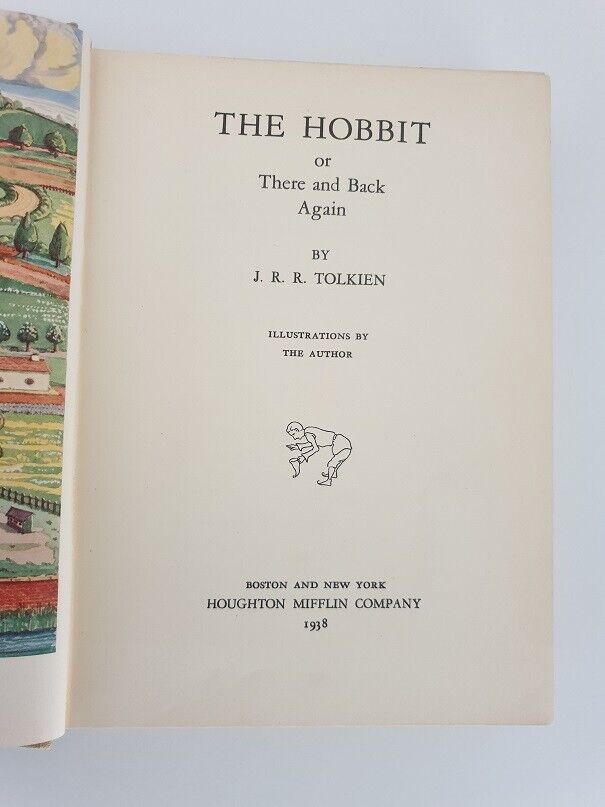 THE HOBBIT
or
There and Back
Again
BY
J. R. R. TOLKIEN
ILLUSTRATIONS BY
THE AUTHOR
BOSTON AND NEW YORK
HOUGHTON MIFFLIN COMPANY
1938